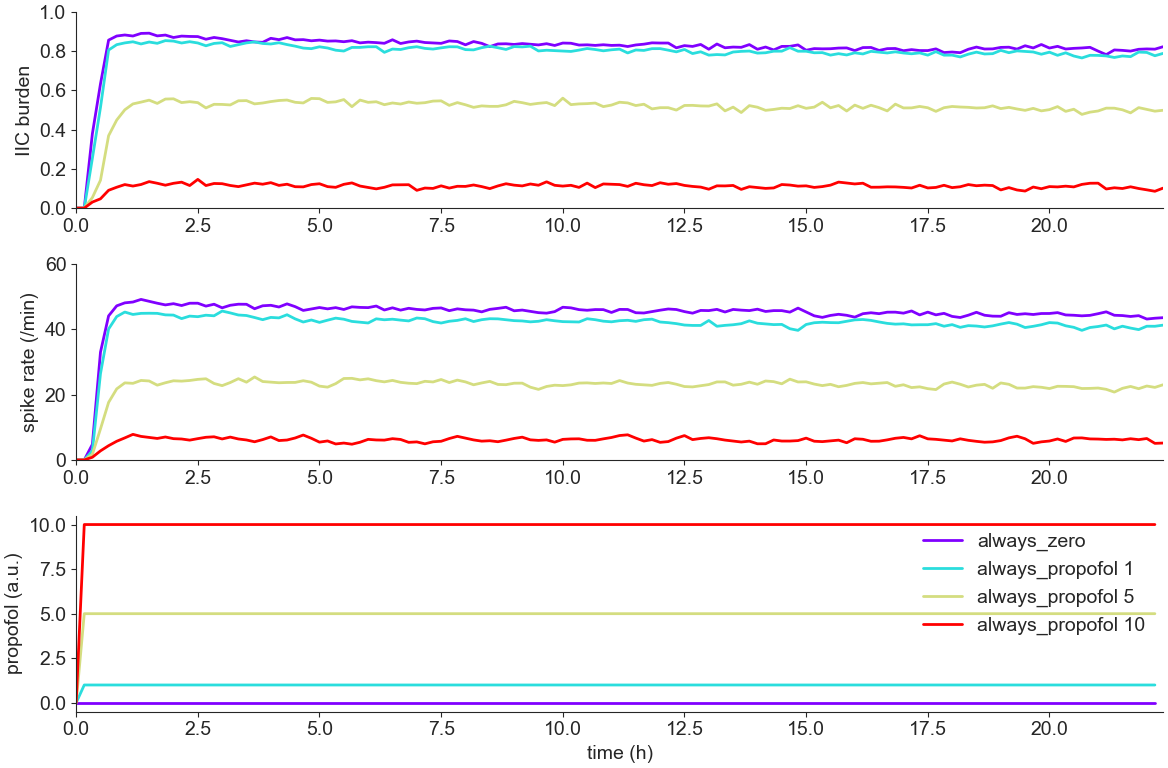 1.0
0.8
0.6
0.4
0.2
0.0
IIC burden
0.0 2.5 5.0 7.5 10.0 12.5 15.0 17.5 20.0
60
40
20
0
spike rate (/min)
0.0 2.5 5.0 7.5 10.0 12.5 15.0 17.5 20.0
10.0
7.5
5.0
2.5
0.0
propofol (a.u.)
always_zero
always_propofol 1
always_propofol 5
always_propofol 10
0.0 2.5 5.0 7.5 10.0 12.5 15.0 17.5 20.0
time (h)